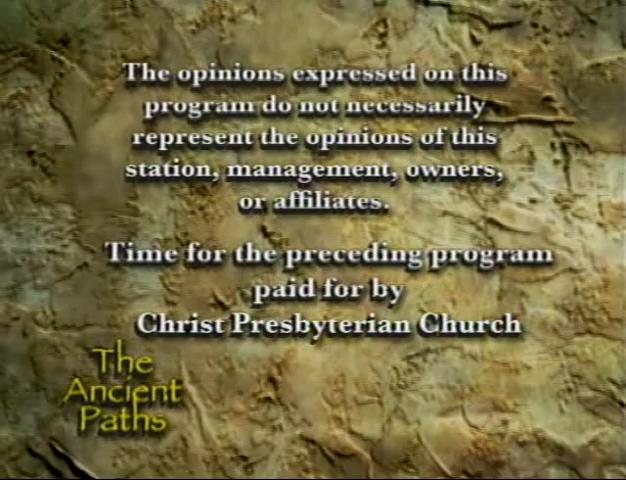 The opinions expressed on this
program do not necessarily
represent the opinions of this
station, management, owners,
or affiliates.
Time for the preceding program
paid for by
Christ Presbyterian Church
The
Ancient
Paths